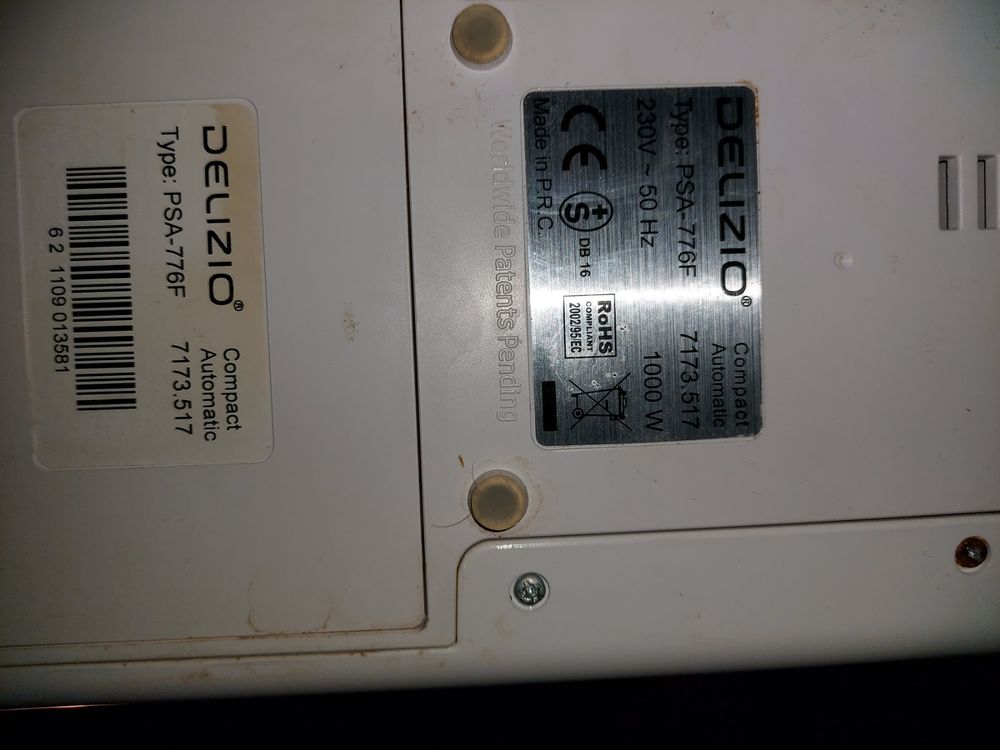 DELIZIO® Compact Automatic
Type: PSA-776F 7173.517
6 2 1109 013581
Worldwide Patents Pending
DELIZIO® Compact Automatic
Type: PSA-776F 7173.517
230V ~ 50 Hz 1000 W
CE +S DB 16 RoHS COMPLIANT 2002/95/EC
Made in P.R.C.